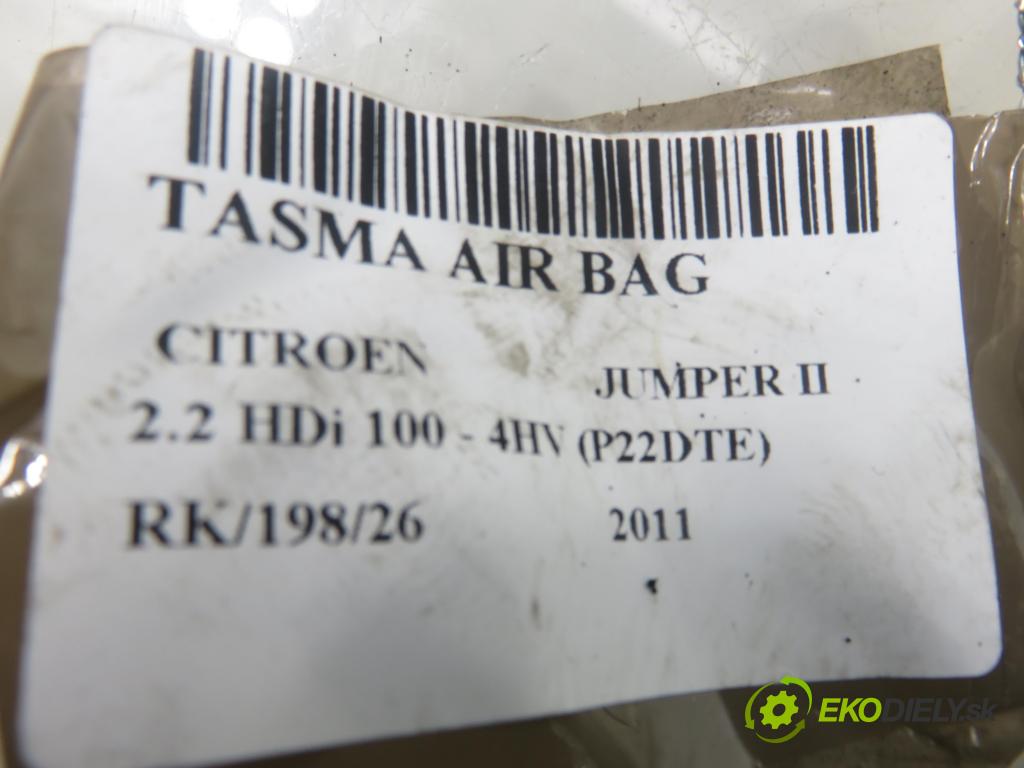 TASMA AIR BAG
CITROEN JUMPER II
2.2 HDi 100 - 4HV (P22DTE)
RK/198/26 2011
EKODIELY.sk